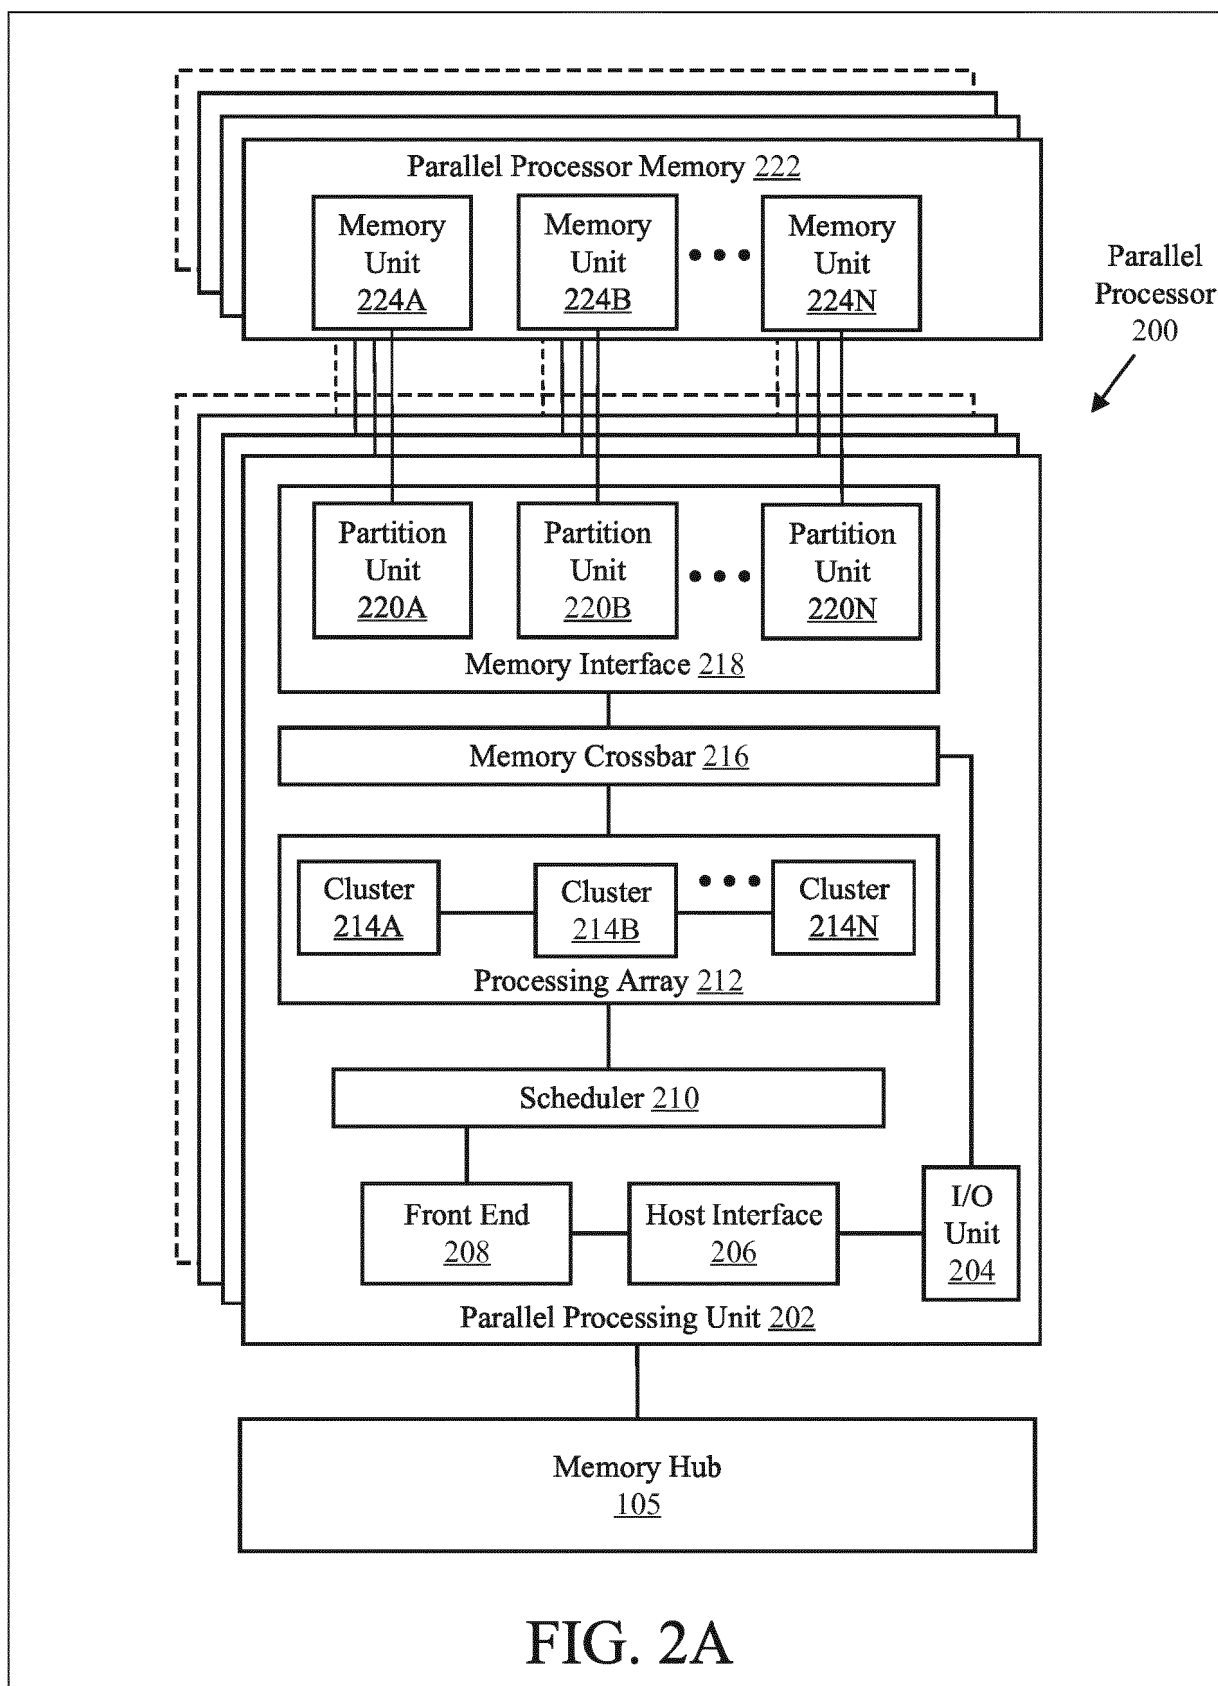 Parallel Processor Memory 222
Memory
Unit
224A
Memory
Unit
224B
Memory
Unit
224N
Parallel
Processor
200
Partition
Unit
220A
Partition
Unit
220B
Partition
Unit
220N
Memory Interface 218
Memory Crossbar 216
Cluster
214A
Cluster
214B
Cluster
214N
Processing Array 212
Scheduler 210
Front End
208
Host Interface
206
I/O
Unit
204
Parallel Processing Unit 202
Memory Hub
105
FIG. 2A